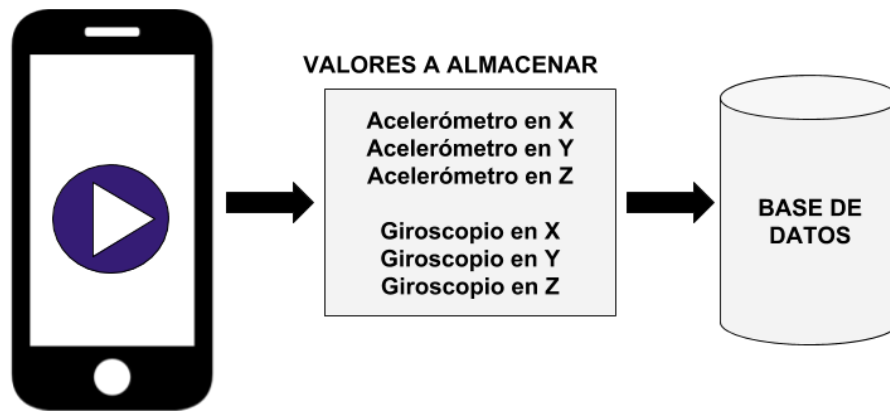 VALORES A ALMACENAR
Acelerómetro en X
Acelerómetro en Y
Acelerómetro en Z
Giroscopio en X
Giroscopio en Y
Giroscopio en Z
BASE DE
DATOS